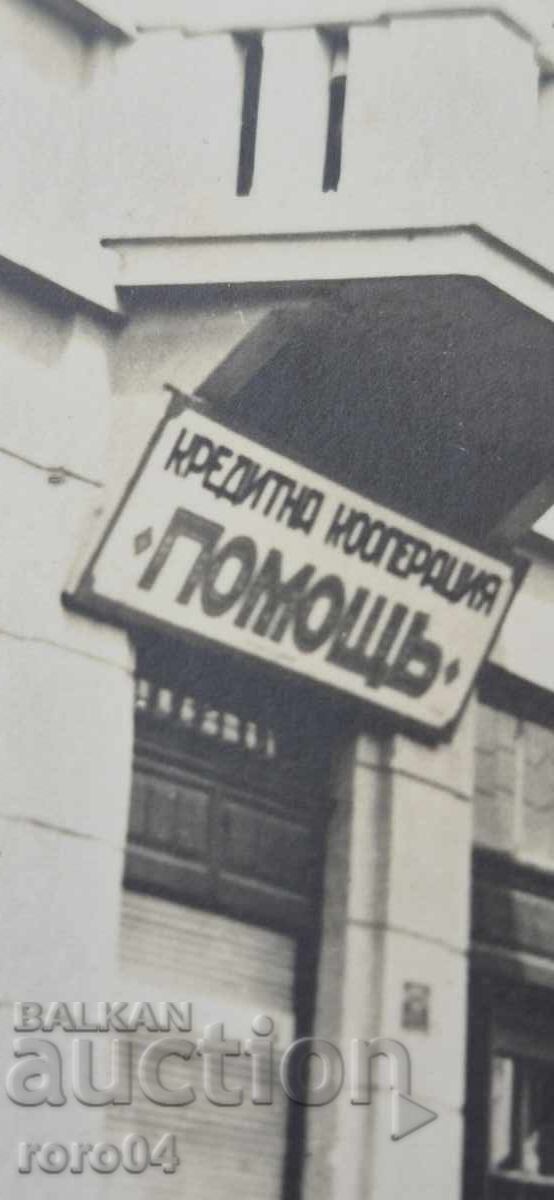 КРЕДИТНА КООПЕРАЦИЯ
ПОМОЩЬ
BALKAN
auction
roro04